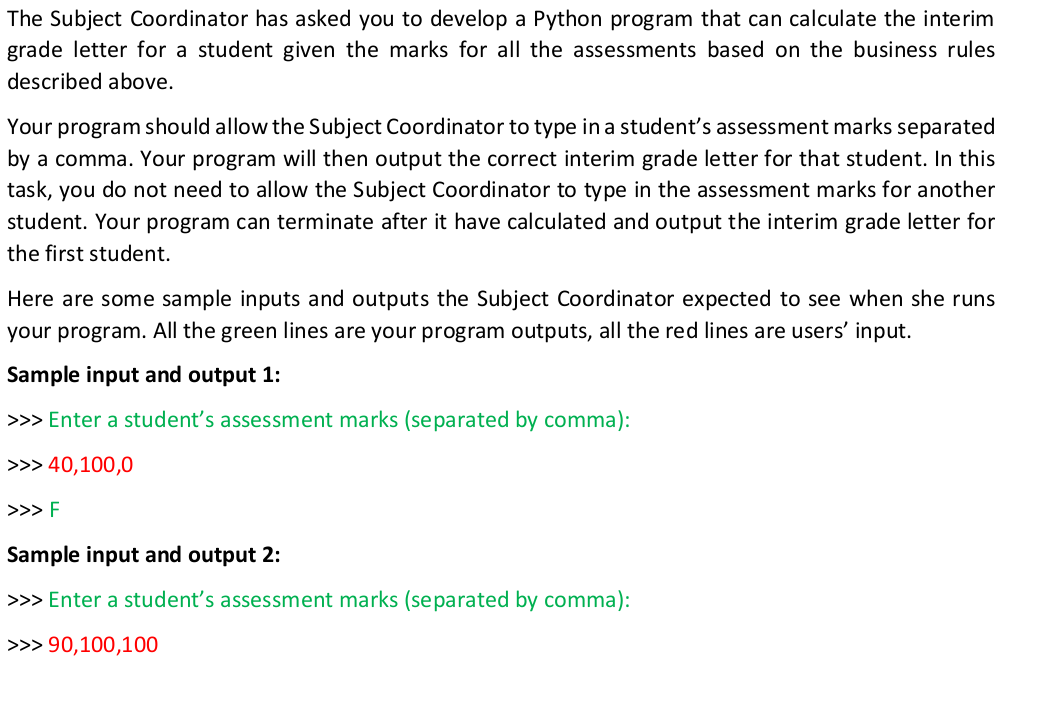 The Subject Coordinator has asked you to develop a Python program that can calculate the interim
grade letter for a student given the marks for all the assessments based on the business rules
described above.
Your program should allow the Subject Coordinator to type in a student’s assessment marks separated
by a comma. Your program will then output the correct interim grade letter for that student. In this
task, you do not need to allow the Subject Coordinator to type in the assessment marks for another
student. Your program can terminate after it have calculated and output the interim grade letter for
the first student.
Here are some sample inputs and outputs the Subject Coordinator expected to see when she runs
your program. All the green lines are your program outputs, all the red lines are users’ input.
Sample input and output 1:
>>> Enter a student’s assessment marks (separated by comma):
>>> 40,100,0
>>> F
Sample input and output 2:
>>> Enter a student’s assessment marks (separated by comma):
>>> 90,100,100